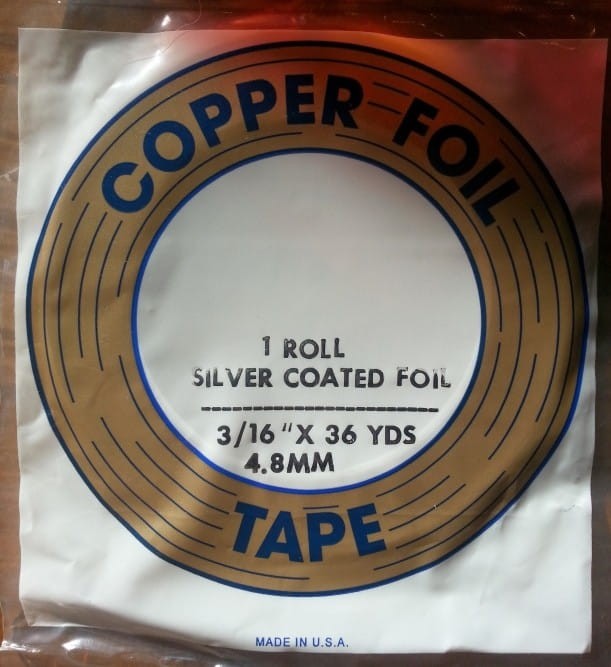 COPPER FOIL
1 ROLL
SILVER COATED FOIL
--------------------
3/16 "X 36 YDS
4.8MM
TAPE
MADE IN U.S.A.